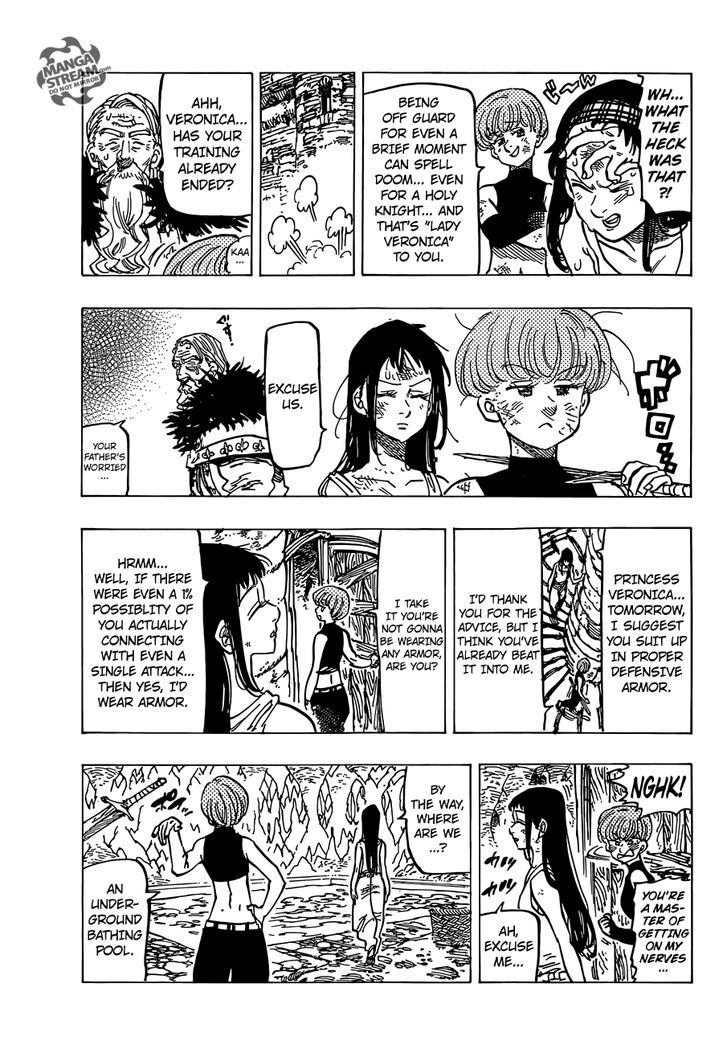 MANGA
STREAM.com
DO NOT MIRROR
WH...
WHAT
THE
HECK
WAS
THAT
?!
BEING
OFF GUARD
FOR EVEN A
BRIEF MOMENT
CAN SPELL
DOOM... EVEN
FOR A HOLY
KNIGHT... AND
THAT'S "LADY
VERONICA"
TO YOU.
AHH,
VERONICA...
HAS YOUR
TRAINING
ALREADY
ENDED?
KAA
...
EXCUSE
US.
YOUR
FATHER'S
WORRIED
...
PRINCESS
VERONICA...
TOMORROW,
I SUGGEST
YOU SUIT UP
IN PROPER
DEFENSIVE
ARMOR.
I'D THANK
YOU FOR THE
ADVICE, BUT I
THINK YOU'VE
ALREADY BEAT
IT INTO ME.
I TAKE
IT YOU'RE
NOT GONNA
BE WEARING
ANY ARMOR,
ARE YOU?
HRMM...
WELL, IF THERE
WERE EVEN A 1%
POSSIBLITY OF
YOU ACTUALLY
CONNECTING
WITH EVEN A
SINGLE ATTACK...
THEN YES, I'D
WEAR ARMOR.
NGHK!
YOU'RE
A MAS-
TER OF
GETTING
ON MY
NERVES
...
AH,
EXCUSE
ME...
BY
THE WAY,
WHERE
ARE WE
...?
AN
UNDER-
GROUND
BATHING
POOL.